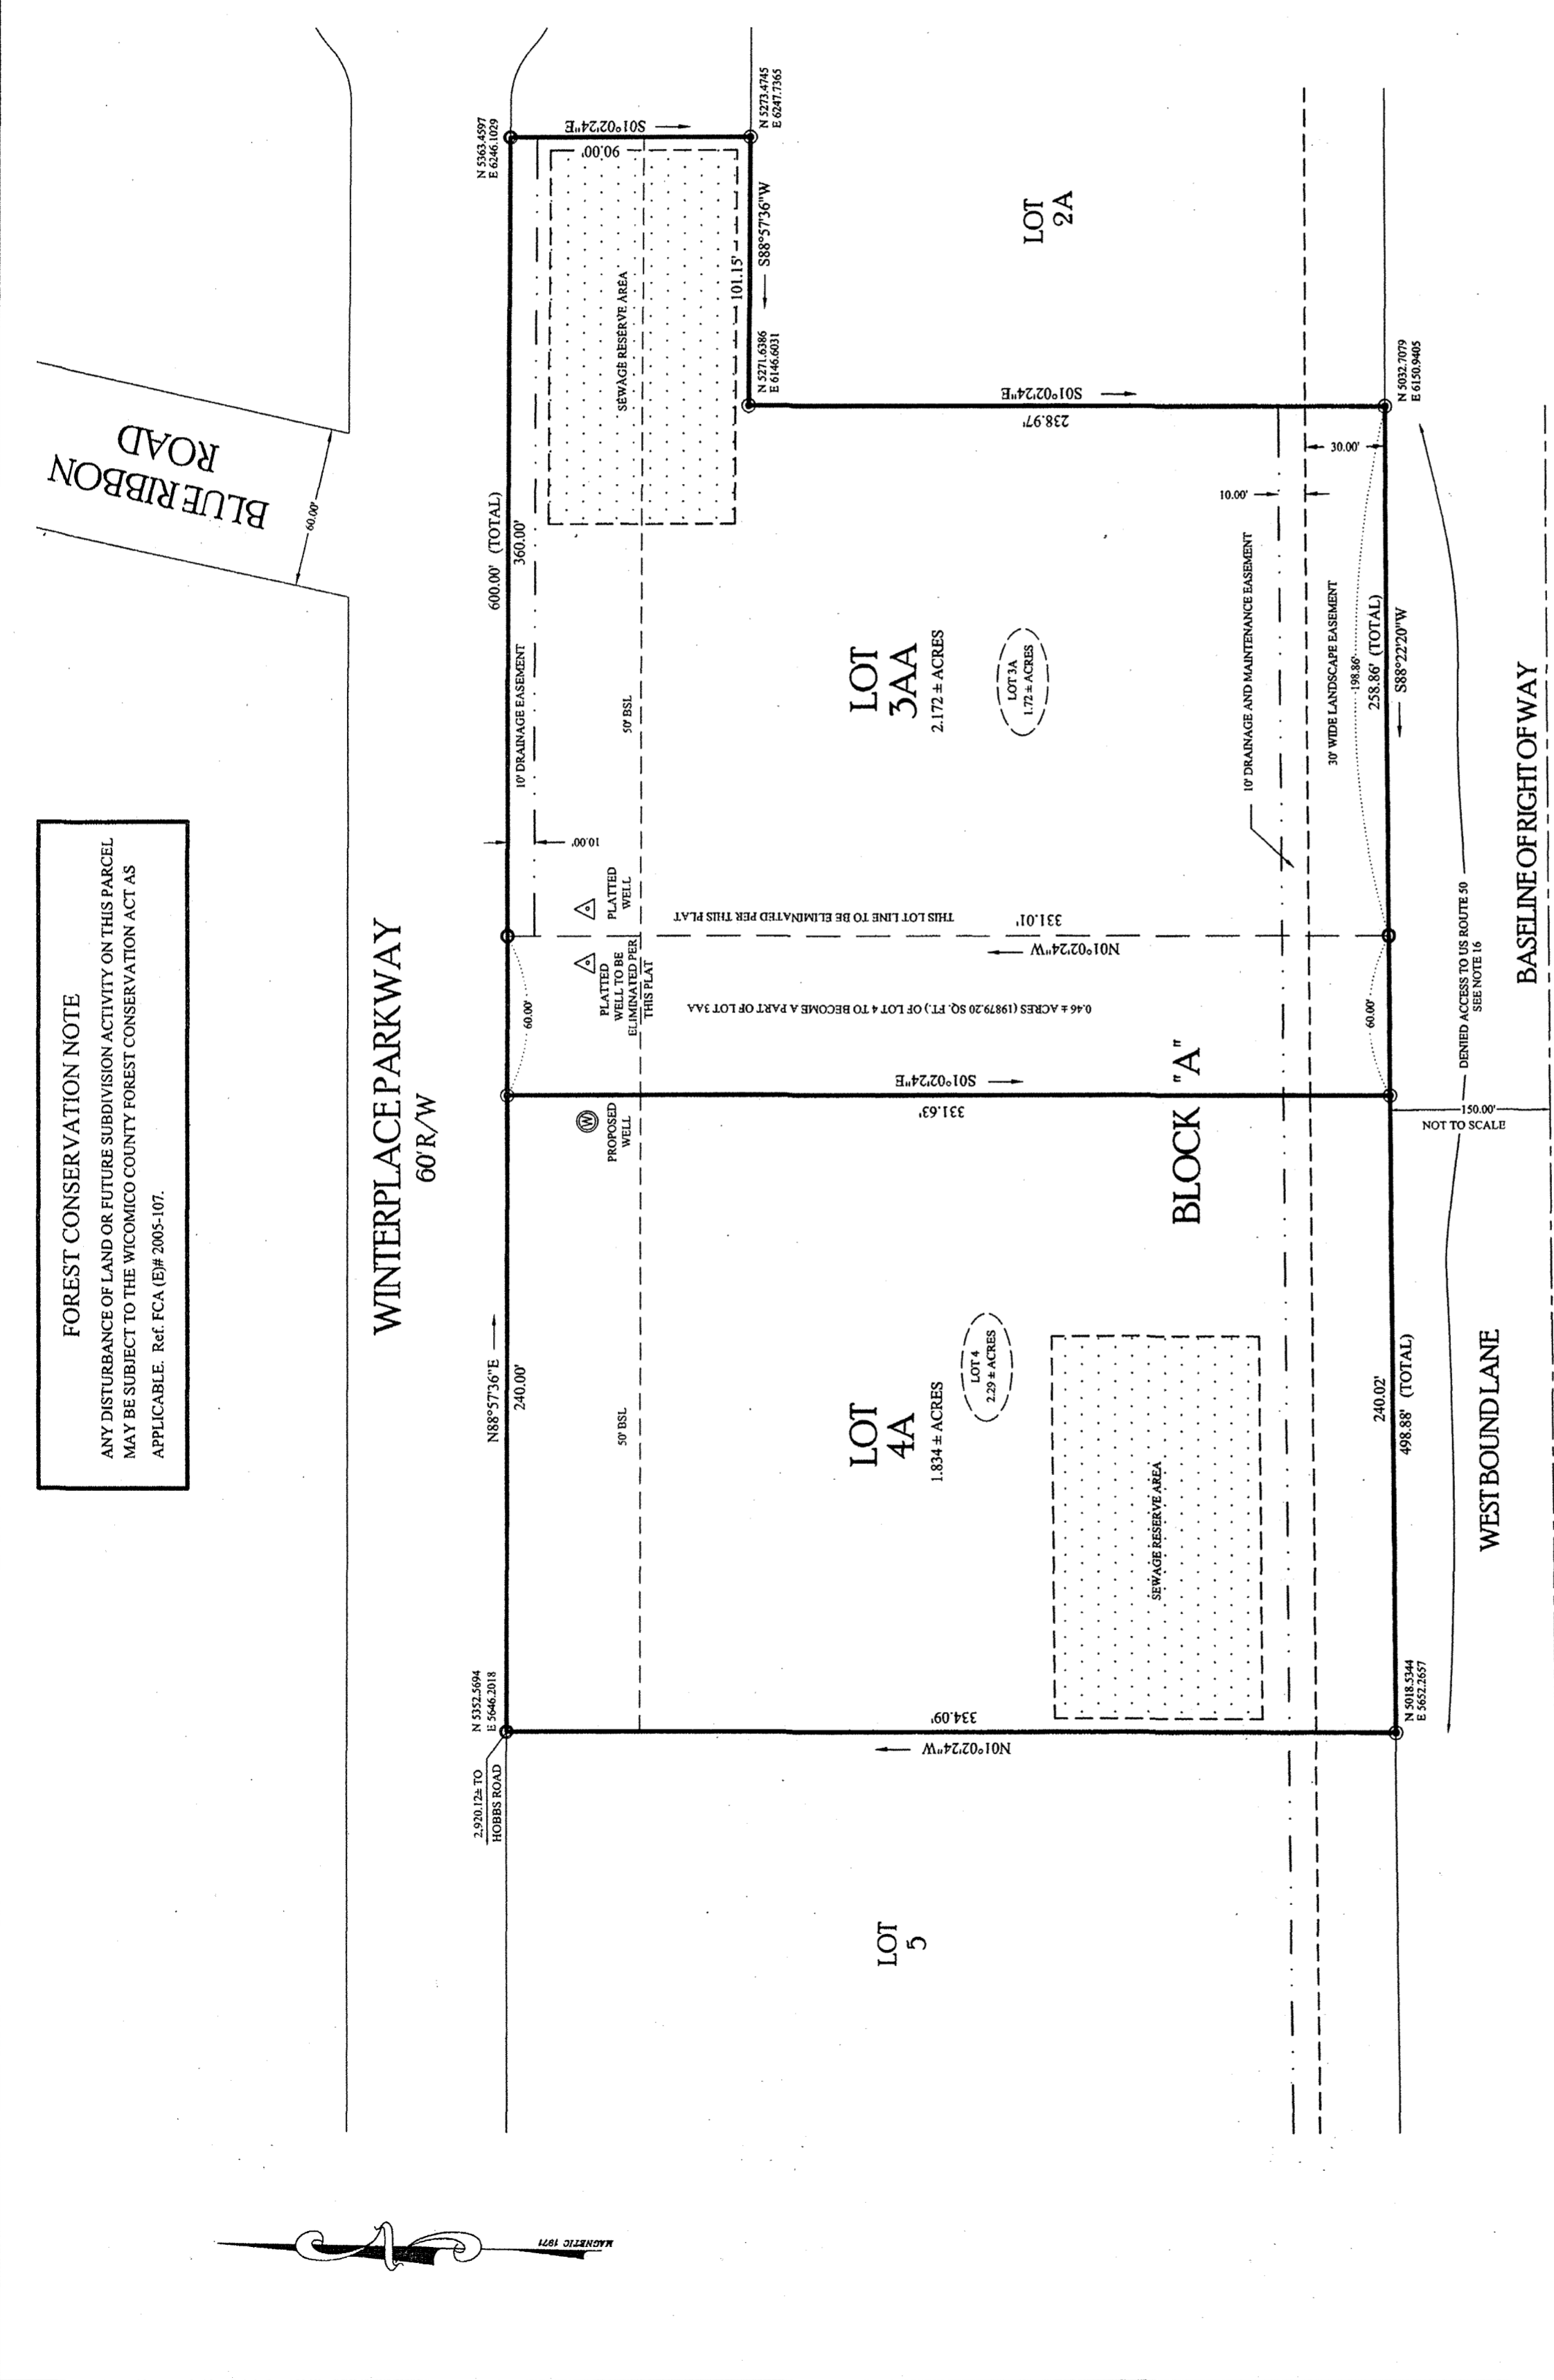 FOREST CONSERVATION NOTE
ANY DISTURBANCE OF LAND OR FUTURE SUBDIVISION ACTIVITY ON THIS PARCEL
MAY BE SUBJECT TO THE WICOMICO COUNTY FOREST CONSERVATION ACT AS
APPLICABLE. Ref. FCA (E)# 2005-107.
BLUE RIBBON
ROAD
60.00'
WINTERPLACE PARKWAY
60' R/W
2,920.12± TO
HOBBS ROAD
N 5352.5694
E 5646.2018
N88°57'36"E
240.00'
600.00' (TOTAL)
360.00'
N 5363.4597
E 6246.1029
10' DRAINAGE EASEMENT
10.00'
60.00'
S01°02'24"E
90.00'
SEWAGE RESERVE AREA
N 5273.4745
E 6247.7365
101.15'
S88°57'36"W
N 5271.6386
E 6146.6031
50' BSL
50' BSL
PROPOSED
WELL
W
PLATTED
WELL TO BE
ELIMINATED PER
THIS PLAT
PLATTED
WELL
THIS LOT LINE TO BE ELIMINATED PER THIS PLAT
331.01'
N01°02'24"W
0.46 ± ACRES (19879.20 SQ. FT.) OF LOT 4 TO BECOME A PART OF LOT 3AA
S01°02'24"E
331.63'
LOT
5
334.09'
N01°02'24"W
LOT
4A
1.834 ± ACRES
LOT 4
2.29 ± ACRES
SEWAGE RESERVE AREA
BLOCK "A"
LOT
3AA
2.172 ± ACRES
LOT 3A
1.72 ± ACRES
LOT
2A
S01°02'24"E
238.97'
10' DRAINAGE AND MAINTENANCE EASEMENT
10.00'
30.00'
30' WIDE LANDSCAPE EASEMENT
198.86'
258.86' (TOTAL)
S88°22'20"W
60.00'
240.02'
498.88' (TOTAL)
N 5018.5344
E 5652.2657
N 5032.7079
E 6150.9405
150.00'
NOT TO SCALE
DENIED ACCESS TO US ROUTE 50
SEE NOTE 16
WEST BOUND LANE
BASELINE OF RIGHT OF WAY
N
MAGNETIC 1971